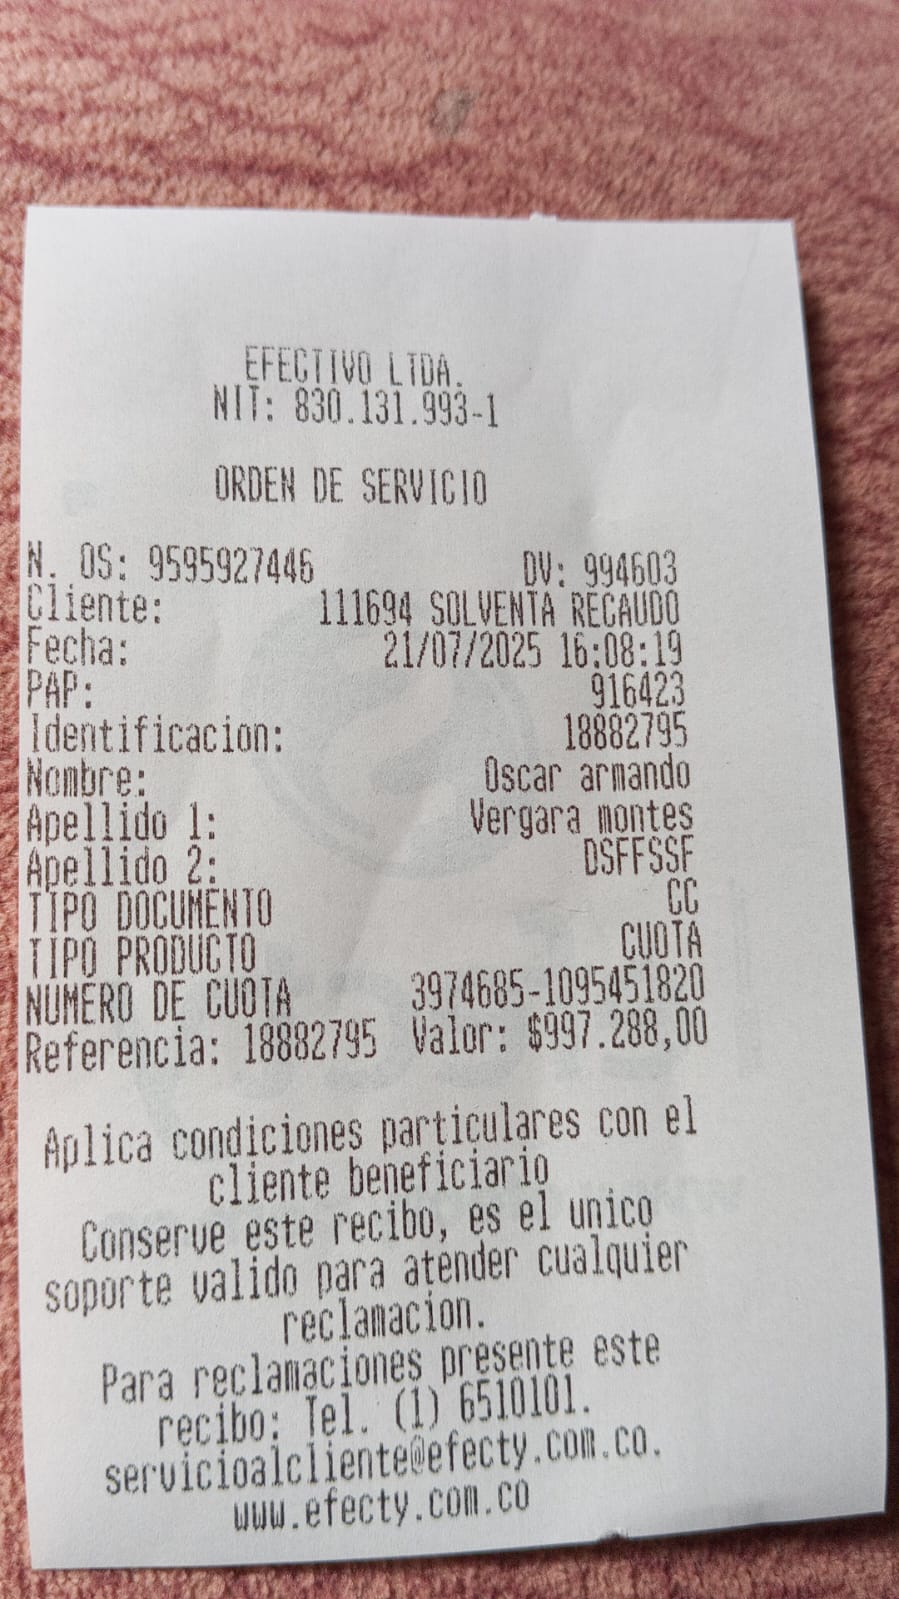 EFECTIVO LTDA.
NIT: 830.131.993-1
ORDEN DE SERVICIO
N. OS: 9595927446 DV: 994603
Cliente: 111694 SOLVENTA RECAUDO
Fecha: 21/07/2025 16:08:19
PAP: 916423
Identificacion: 18882795
Nombre: Oscar armando
Apellido 1: Vergara montes
Apellido 2: DSFFSSF
TIPO DOCUMENTO CC
TIPO PRODUCTO CUOTA
NUMERO DE CUOTA 3974685-1095451820
Referencia: 18882795 Valor: $997.288,00
Aplica condiciones particulares con el
cliente beneficiario
Conserve este recibo, es el unico
soporte valido para atender cualquier
reclamacion.
Para reclamaciones presente este
recibo: Tel. (1) 6510101.
servicioalcliente@efecty.com.co.
www.efecty.com.co